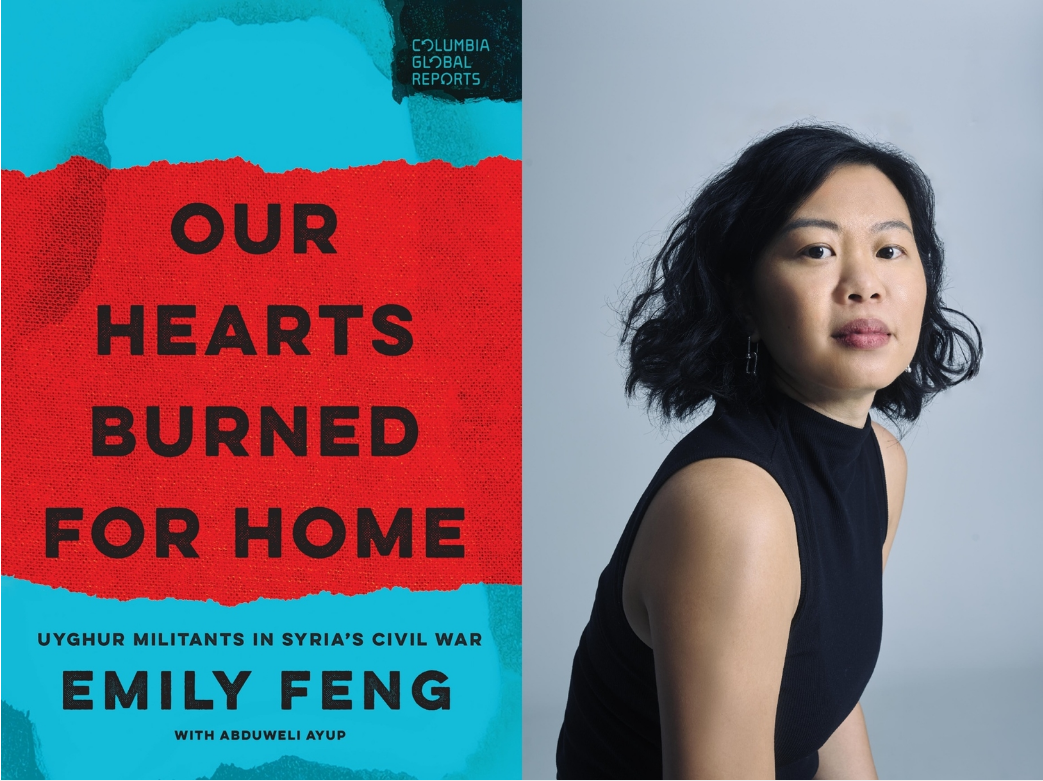 COLUMBIA
GLOBAL
REPORTS
OUR
HEARTS
BURNED
FOR HOME
UYGHUR MILITANTS IN SYRIA'S CIVIL WAR
EMILY FENG
WITH ABDUWELI AYUP